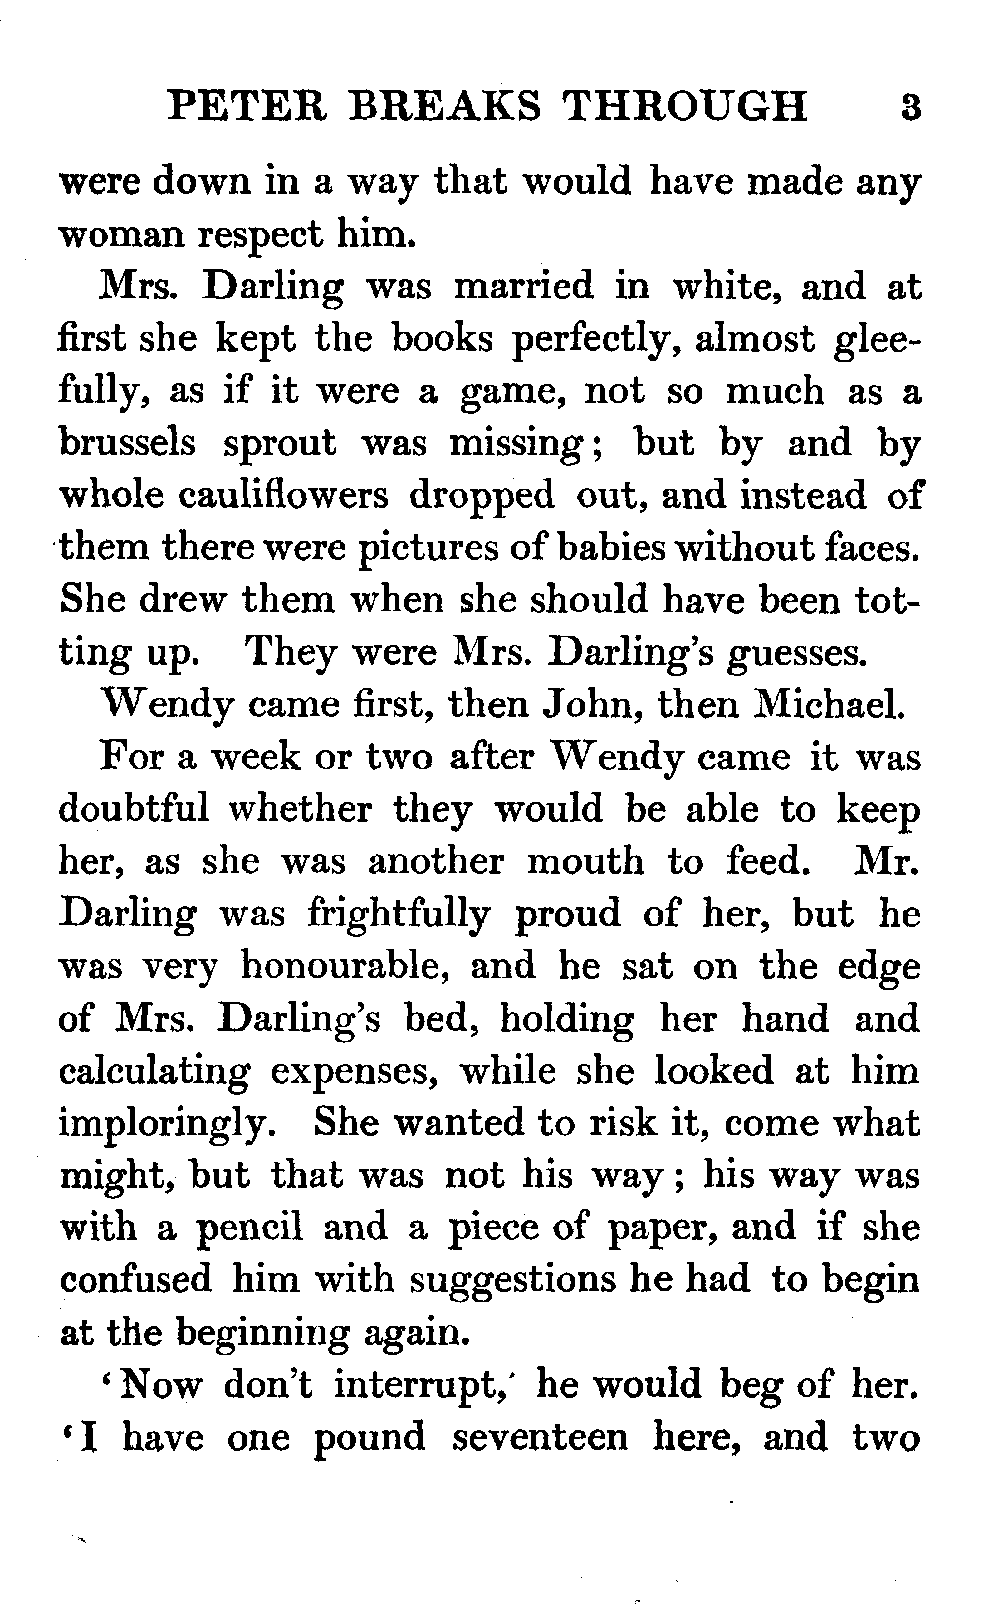 PETER BREAKS THROUGH 3
were down in a way that would have made any
woman respect him.
Mrs. Darling was married in white, and at
first she kept the books perfectly, almost glee-
fully, as if it were a game, not so much as a
brussels sprout was missing; but by and by
whole cauliflowers dropped out, and instead of
them there were pictures of babies without faces.
She drew them when she should have been tot-
ting up. They were Mrs. Darling's guesses.
Wendy came first, then John, then Michael.
For a week or two after Wendy came it was
doubtful whether they would be able to keep
her, as she was another mouth to feed. Mr.
Darling was frightfully proud of her, but he
was very honourable, and he sat on the edge
of Mrs. Darling's bed, holding her hand and
calculating expenses, while she looked at him
imploringly. She wanted to risk it, come what
might, but that was not his way; his way was
with a pencil and a piece of paper, and if she
confused him with suggestions he had to begin
at the beginning again.
‘Now don't interrupt,’ he would beg of her.
‘I have one pound seventeen here, and two